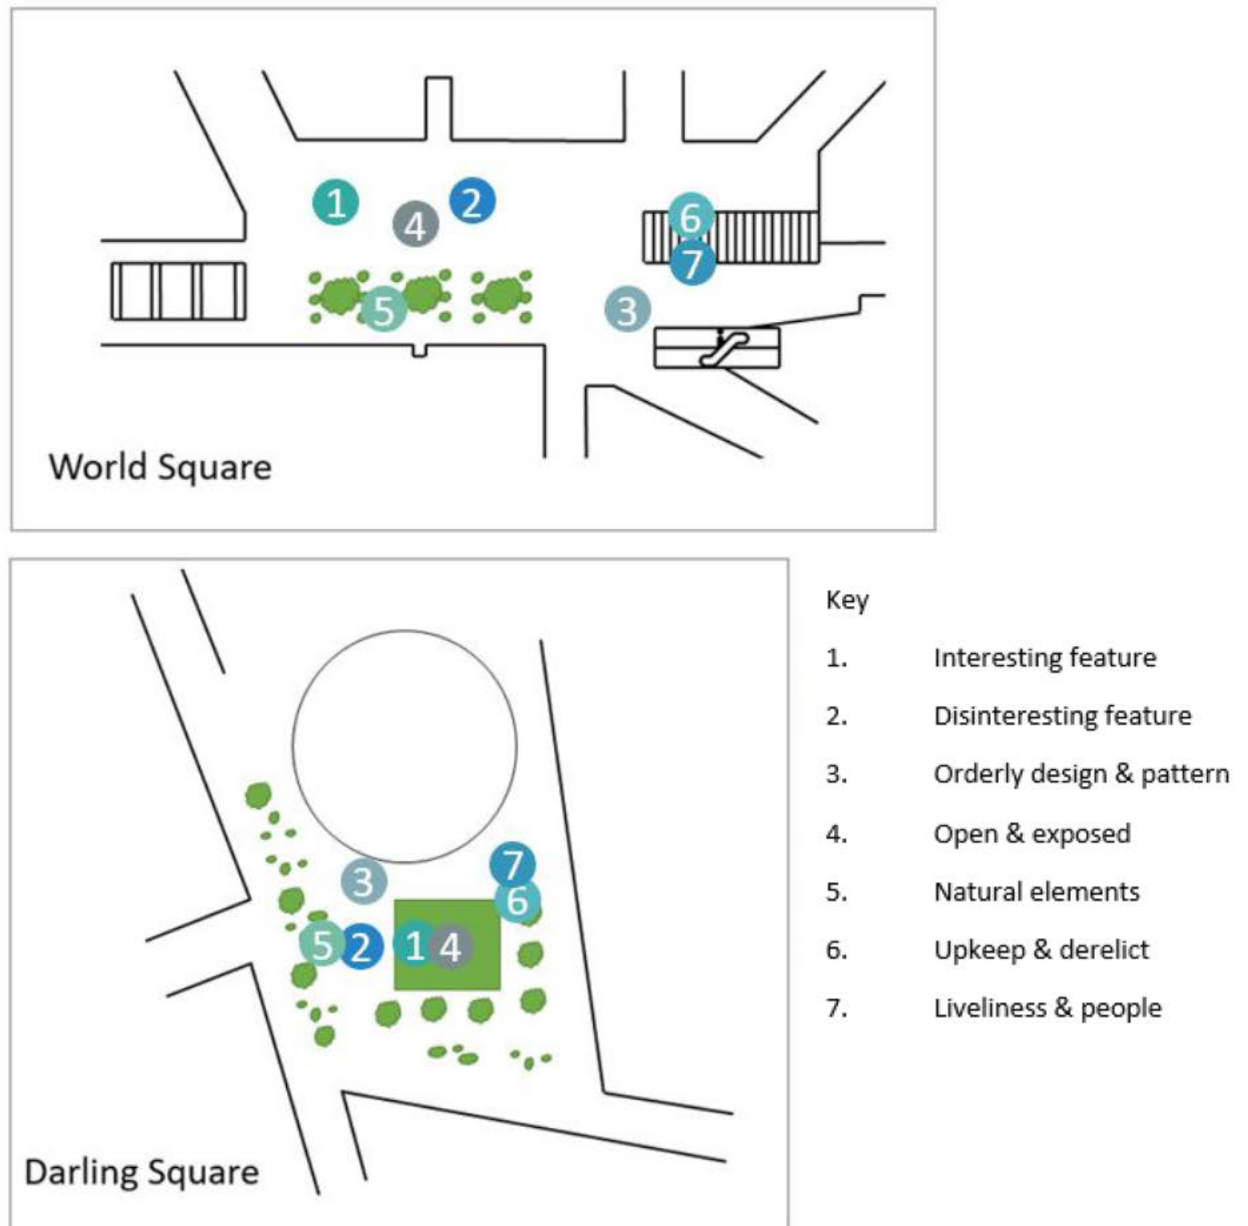 1
2
4
6
7
5
3
World Square
Key
1. Interesting feature
2. Disinteresting feature
3. Orderly design & pattern
4. Open & exposed
5. Natural elements
6. Upkeep & derelict
7. Liveliness & people
7
3
6
5 2 1 4
Darling Square